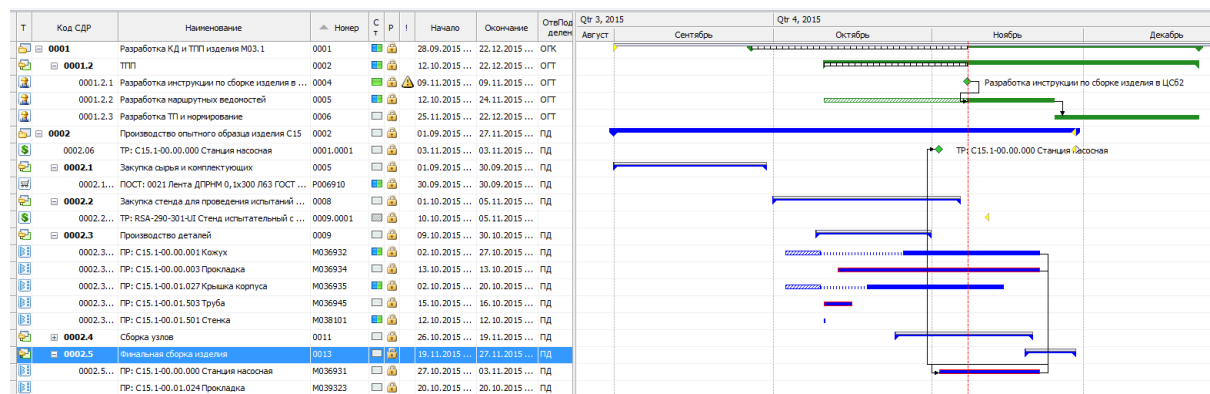 Т Код СДР Наименование Номер С т Р ! Начало Окончание ОтвПод делен Qtr 3, 2015 Qtr 4, 2015
Август Сентябрь Октябрь Ноябрь Декабрь
0001 Разработка КД и ТПП изделия М03.1 0001 28.09.2015 ... 22.12.2015 ... ОГК
0001.2 ТПП 0002 12.10.2015 ... 22.12.2015 ... ОГТ
0001.2.1 Разработка инструкции по сборке изделия в ... 0004 09.11.2015 ... 09.11.2015 ... ОГТ Разработка инструкции по сборке изделия в ЦСб2
0001.2.2 Разработка маршрутных ведоностей 0005 12.10.2015 ... 24.11.2015 ... ОГТ
0001.2.3 Разработка ТП и нормирование 0006 25.11.2015 ... 22.12.2015 ... ОГТ
0002 Производство опытного образца изделия С15 0002 01.09.2015 ... 27.11.2015 ... ПД
0002.06 ТР: С15.1-00.00.000 Станция насосная 0001.0001 03.11.2015 ... 03.11.2015 ... ПД ТР: С15.1-00.00.000 Станция насосная
0002.1 Закупка сырья и комплектующих 0005 01.09.2015 ... 30.09.2015 ... ПД
0002.1... ПОСТ: 0021 Лента ДПРНМ 0,1х300 Л63 ГОСТ ... P006910 30.09.2015 ... 30.09.2015 ... ПД
0002.2 Закупка стенда для проведения испытаний ... 0008 01.10.2015 ... 05.11.2015 ... ПД
0002.2... ТР: RSA-290-301-UI Стенд испытательный с ... 0009.0001 10.10.2015 ... 05.11.2015 ...
0002.3 Производство деталей 0009 09.10.2015 ... 30.10.2015 ... ПД
0002.3... ПР: С15.1-00.00.001 Кожух М036932 02.10.2015 ... 27.10.2015 ... ПД
0002.3... ПР: С15.1-00.00.003 Прокладка М036934 13.10.2015 ... 13.10.2015 ... ПД
0002.3... ПР: С15.1-00.01.027 Крышка корпуса М036935 02.10.2015 ... 20.10.2015 ... ПД
0002.3... ПР: С15.1-00.01.503 Труба М036945 15.10.2015 ... 16.10.2015 ... ПД
0002.3... ПР: С15.1-00.01.501 Стенка М038101 12.10.2015 ... 12.10.2015 ... ПД
0002.4 Сборка узлов 0011 26.10.2015 ... 19.11.2015 ... ПД
0002.5 Финальная сборка изделия 0013 19.11.2015 ... 27.11.2015 ... ПД
0002.5... ПР: С15.1-00.00.000 Станция насосная М036931 27.10.2015 ... 03.11.2015 ... ПД
ПР: С15.1-00.01.024 Прокладка М039323 20.10.2015 ... 20.10.2015 ... ПД